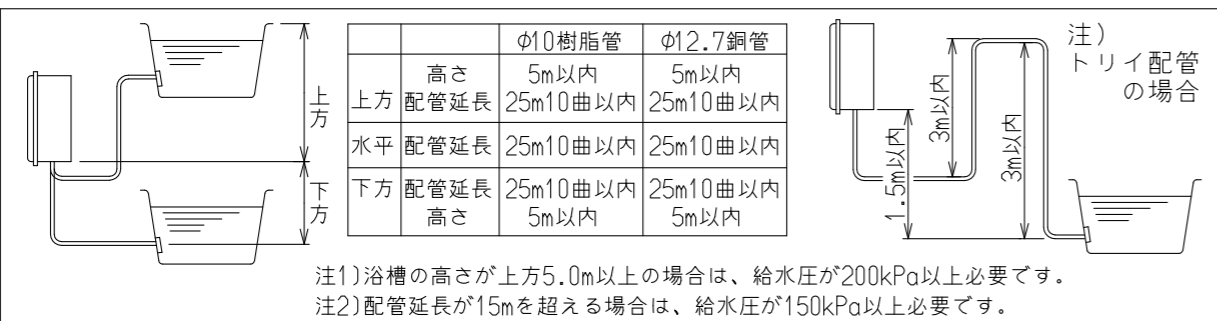 上方
下方
φ10樹脂管 φ12.7銅管
上方 高さ 5m以内 5m以内
配管延長 25m10曲以内 25m10曲以内
水平 配管延長 25m10曲以内 25m10曲以内
下方 配管延長 25m10曲以内 25m10曲以内
高さ 5m以内 5m以内
1.5m以内
3m以内
3m以内
注)
トリイ配管
の場合
注1)浴槽の高さが上方5.0m以上の場合は、給水圧が200kPa以上必要です。
注2)配管延長が15mを超える場合は、給水圧が150kPa以上必要です。